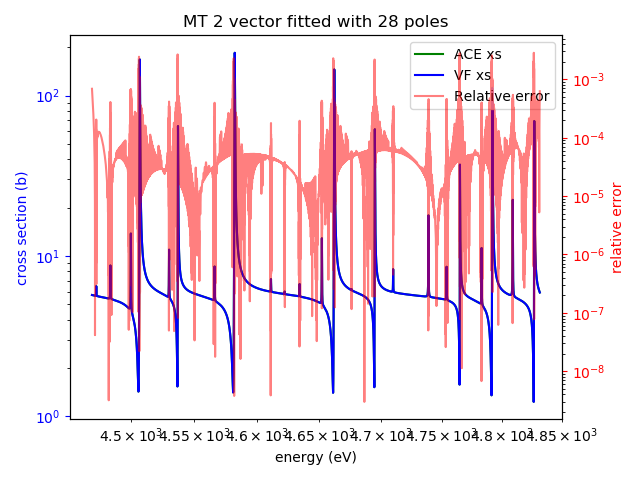 MT 2 vector fitted with 28 poles
ACE xs
VF xs
Relative error
10²
10¹
10⁰
cross section (b)
10⁻³
10⁻⁴
10⁻⁵
10⁻⁶
10⁻⁷
10⁻⁸
relative error
4.5 × 10³ 4.55 × 10³ 4.6 × 10³ 4.65 × 10³ 4.7 × 10³ 4.75 × 10³ 4.8 × 10³ 4.85 × 10³
energy (eV)